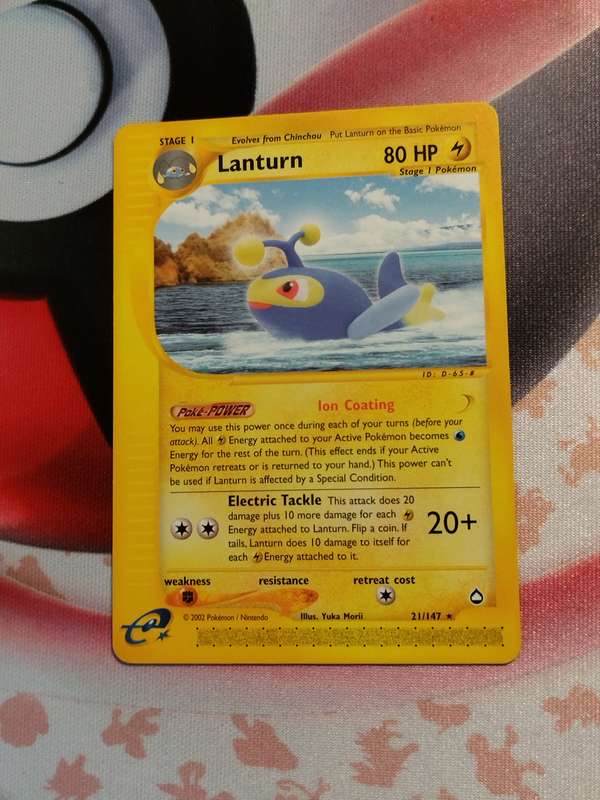 STAGE 1 Evolves from Chinchou Put Lanturn on the Basic Pokémon
Lanturn 80 HP
Stage 1 Pokémon
ID: D-65-#
Poké-POWER Ion Coating
You may use this power once during each of your turns (before your
attack). All Energy attached to your Active Pokémon becomes
Energy for the rest of the turn. (This effect ends if your Active
Pokémon retreats or is returned to your hand.) This power can't
be used if Lanturn is affected by a Special Condition.
Electric Tackle This attack does 20
damage plus 10 more damage for each
Energy attached to Lanturn. Flip a coin. If
tails, Lanturn does 10 damage to itself for
each Energy attached to it.
20+
weakness resistance retreat cost
e
© 2002 Pokémon / Nintendo Illus. Yuka Morii 21/147 ★